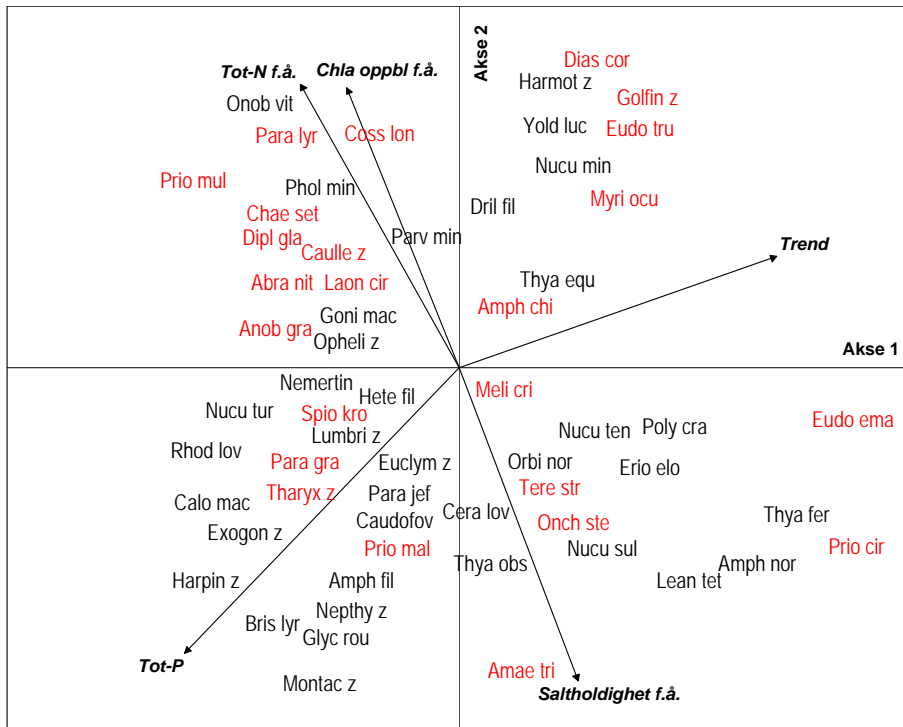 Akse 2
Dias cor
Tot-N f.å.
Chla oppbl f.å.
Harmot z
Onob vit
Golfin z
Para lyr
Coss lon
Yold luc
Eudo tru
Nucu min
Prio mul
Phol min
Myri ocu
Chae set
Dril fil
Dipl gla
Parv min
Trend
Caulle z
Abra nit
Laon cir
Thya equ
Amph chi
Goni mac
Anob gra
Opheli z
Akse 1
Nemertin
Hete fil
Meli cri
Nucu tur
Spio kro
Eudo ema
Lumbri z
Nucu ten
Poly cra
Rhod lov
Para gra
Euclym z
Orbi nor
Erio elo
Tharyx z
Para jef
Tere str
Calo mac
Cera lov
Thya fer
Caudofov
Onch ste
Exogon z
Prio mal
Nucu sul
Prio cir
Thya obs
Amph nor
Harpin z
Amph fil
Lean tet
Nepthy z
Bris lyr
Glyc rou
Tot-P
Amae tri
Montac z
Saltholdighet f.å.